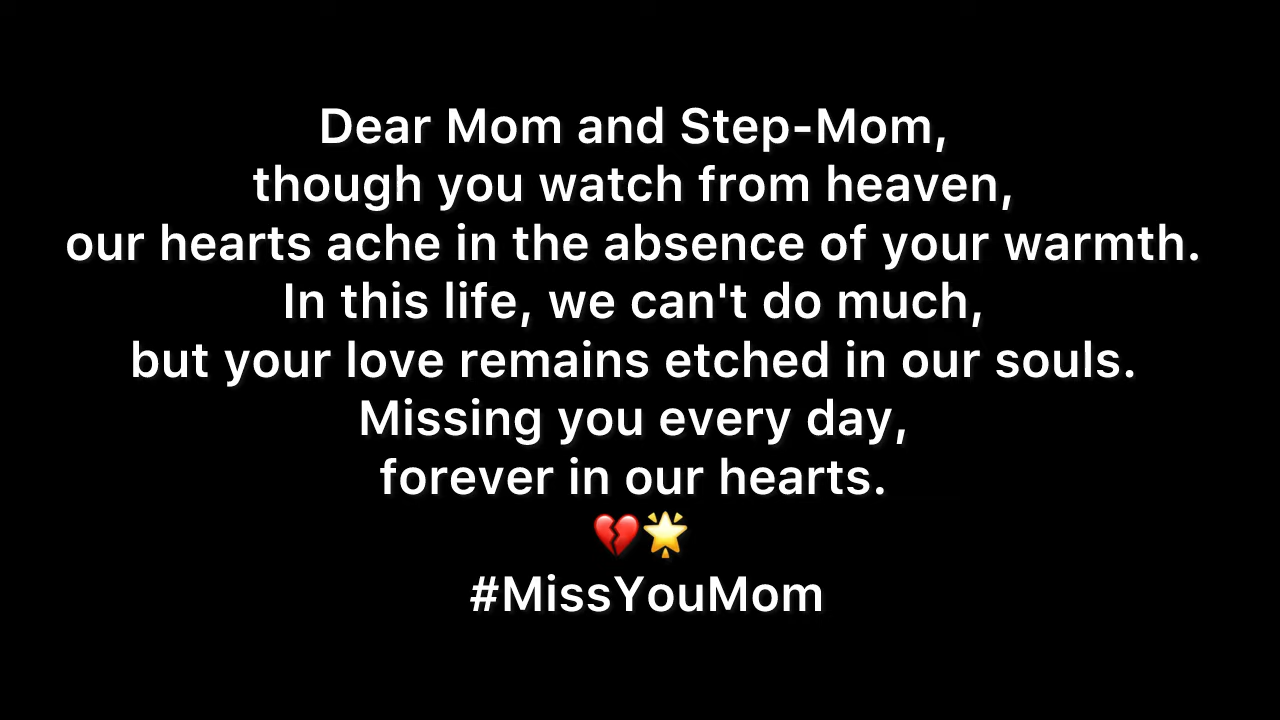 Dear Mom and Step-Mom,
though you watch from heaven,
our hearts ache in the absence of your warmth.
In this life, we can't do much,
but your love remains etched in our souls.
Missing you every day,
forever in our hearts.
💔🌟
#MissYouMom